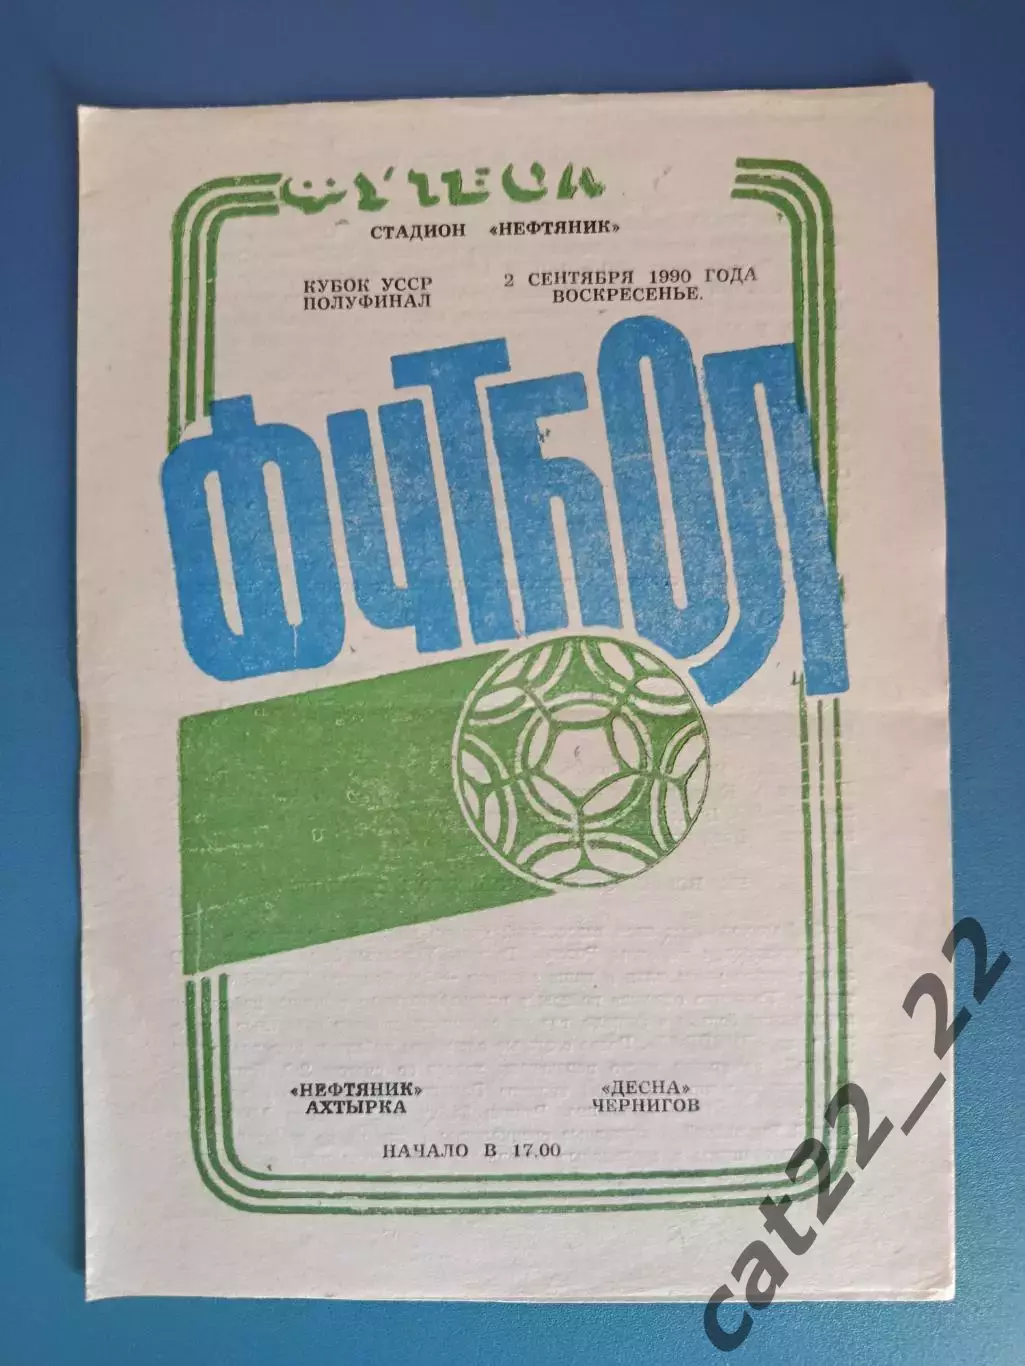 ФУТБОЛ
СТАДИОН «НЕФТЯНИК»
КУБОК УССР
ПОЛУФИНАЛ
2 СЕНТЯБРЯ 1990 ГОДА
ВОСКРЕСЕНЬЕ.
ФУТБОЛ
«НЕФТЯНИК»
АХТЫРКА
«ДЕСНА»
ЧЕРНИГОВ
НАЧАЛО В 17.00
cat22_22